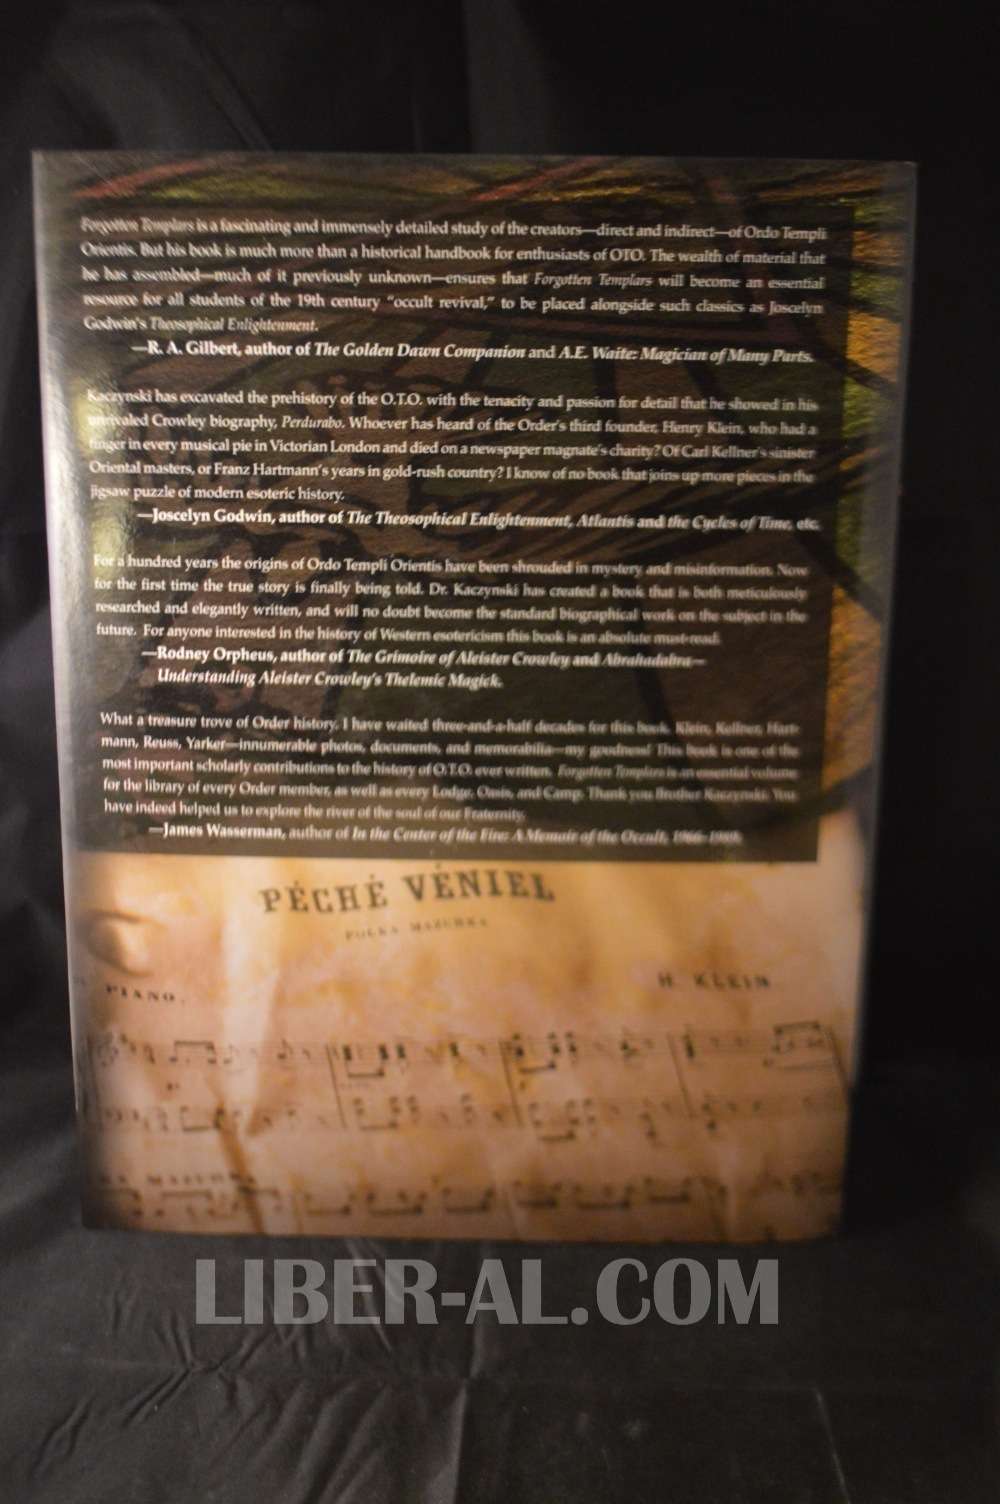 Forgotten Templars is a fascinating and immensely detailed study of the creators—direct and indirect—of Ordo Templi
Orientis. But his book is much more than a historical handbook for enthusiasts of OTO. The wealth of material that
he has assembled—much of it previously unknown—ensures that Forgotten Templars will become an essential
resource for all students of the 19th century “occult revival,” to be placed alongside such classics as Joscelyn
Godwin's Theosophical Enlightenment.
—R. A. Gilbert, author of The Golden Dawn Companion and A.E. Waite: Magician of Many Parts.
Kaczynski has excavated the prehistory of the O.T.O. with the tenacity and passion for detail that he showed in his
unrivaled Crowley biography, Perdurabo. Whoever has heard of the Order's third founder, Henry Klein, who had a
finger in every musical pie in Victorian London and died on a newspaper magnate's charity? Of Carl Kellner's sinister
Oriental masters, or Franz Hartmann's years in gold-rush country? I know of no book that joins up more pieces in the
jigsaw puzzle of modern esoteric history.
—Joscelyn Godwin, author of The Theosophical Enlightenment, Atlantis and the Cycles of Time, etc.
For a hundred years the origins of Ordo Templi Orientis have been shrouded in mystery and misinformation. Now
for the first time the true story is finally being told. Dr. Kaczynski has created a book that is both meticulously
researched and elegantly written, and will no doubt become the standard biographical work on the subject in the
future. For anyone interested in the history of Western esotericism this book is an absolute must-read.
—Rodney Orpheus, author of The Grimoire of Aleister Crowley and Abrahadabra—
Understanding Aleister Crowley's Thelemic Magick.
What a treasure trove of Order history. I have waited three-and-a-half decades for this book. Klein, Kellner, Hart-
mann, Reuss, Yarker—innumerable photos, documents, and memorabilia—my goodness! This book is one of the
most important scholarly contributions to the history of O.T.O. ever written. Forgotten Templars is an essential volume
for the library of every Order member, as well as every Lodge, Oasis, and Camp. Thank you Brother Kaczynski. You
have indeed helped us to explore the river of the soul of our Fraternity.
—James Wasserman, author of In the Center of the Fire: A Memoir of the Occult, 1966–1989.
PÉCHÉ VÉNIEL
POLKA MAZURKA
H. KLEIN
PIANO.
MAZURKA
LIBER-AL.COM